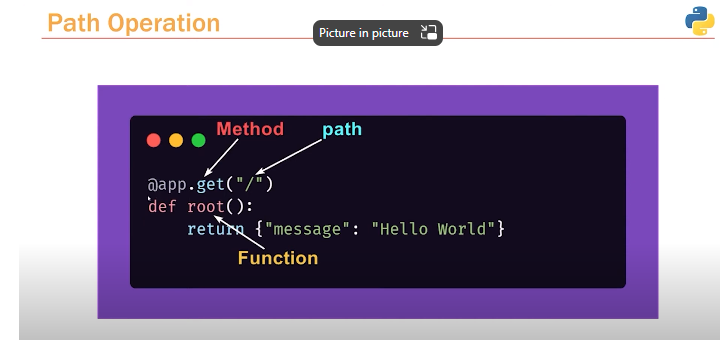 Path Operation
Picture in picture
Method path
@app.get("/")
def root():
    return {"message": "Hello World"}
Function